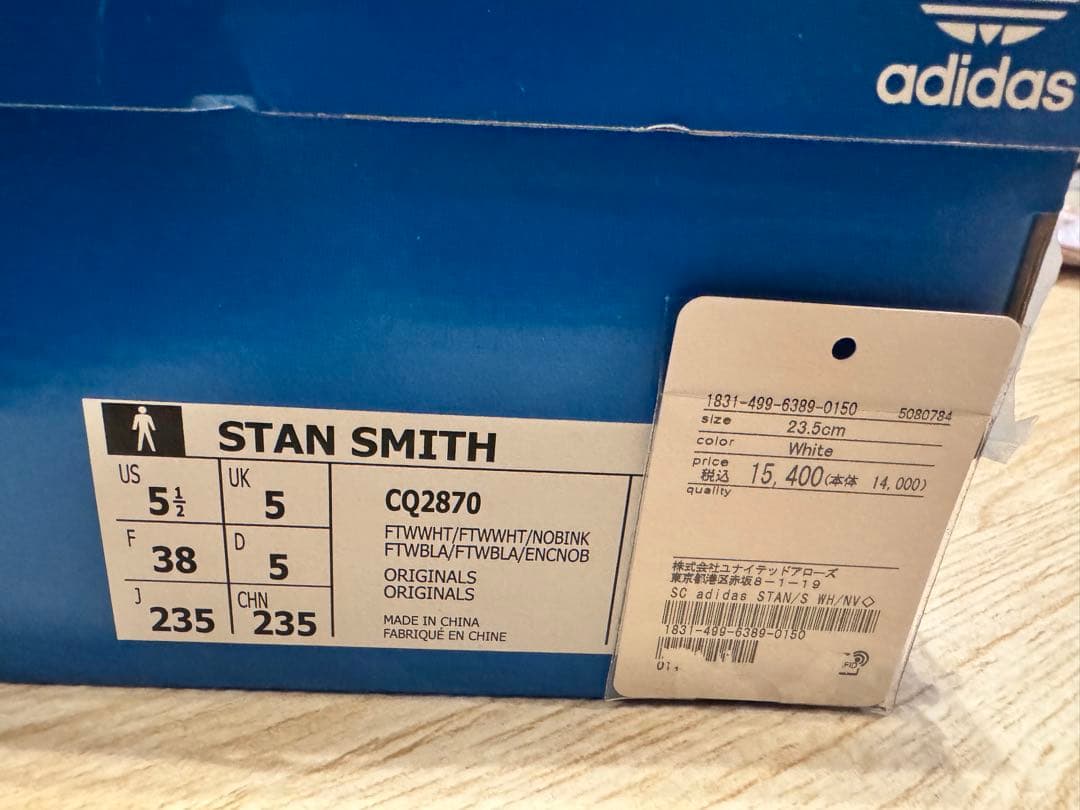 adidas
STAN SMITH
US 5 1/2
UK 5
F 38
D 5
J 235
CHN 235
CQ2870
FTWWHT/FTWWHT/NOBINK
FTWBLA/FTWBLA/ENCNOB
ORIGINALS
ORIGINALS
MADE IN CHINA
FABRIQUÉ EN CHINE
1831-499-6389-0150 5080784
size 23.5cm
color White
price
税込 15,400(本体 14,000)
quality
株式会社ユナイテッドアローズ
東京都港区赤坂8-1-19
SC adidas STAN/S WH/NV◇
1831-499-6389-0150